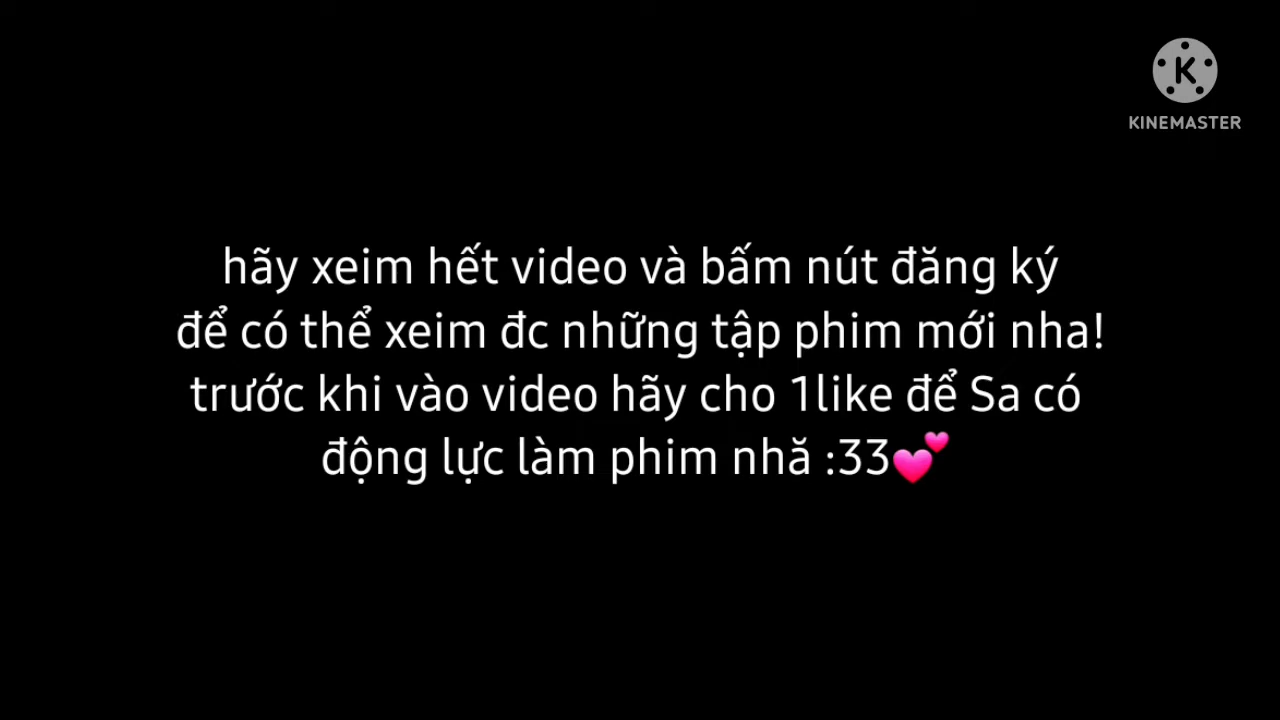 KINEMASTER
hãy xeim hết video và bấm nút đăng ký
để có thể xeim đc những tập phim mới nha!
trước khi vào video hãy cho 1like để Sa có
động lực làm phim nhă :33💕